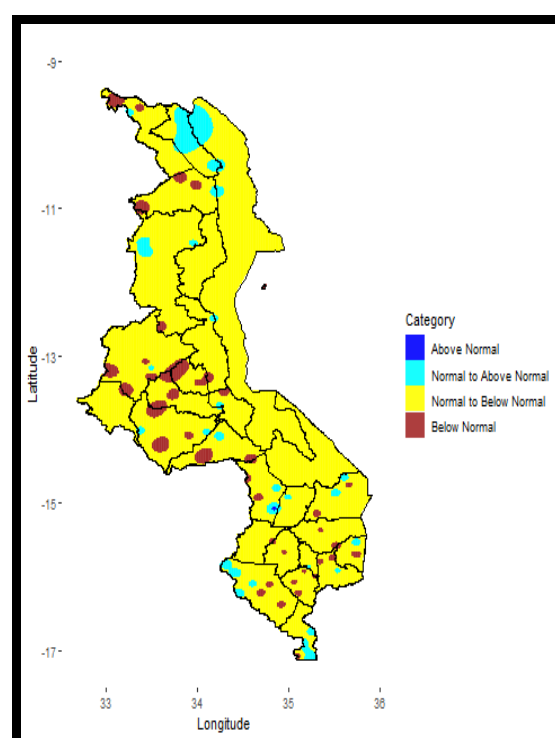 -9
-11
-13
-15
-17
Latitude
33
34
35
36
Longitude
Category
Above Normal
Normal to Above Normal
Normal to Below Normal
Below Normal